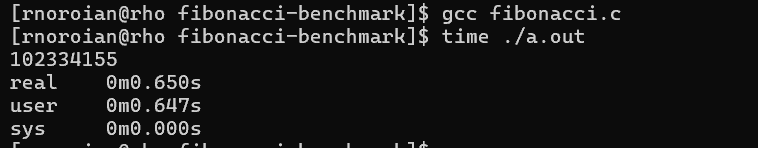 [rnoroian@rho fibonacci-benchmark]$ gcc fibonacci.c
[rnoroian@rho fibonacci-benchmark]$ time ./a.out
102334155
real    0m0.650s
user    0m0.647s
sys     0m0.000s